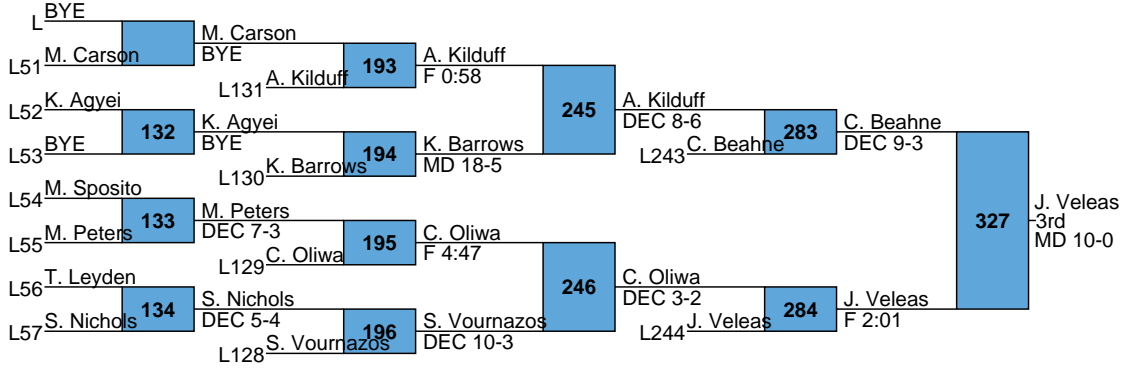 L BYE
L51 M. Carson
M. Carson
BYE
L131 A. Kilduff
193
A. Kilduff
F 0:58
L52 K. Agyei
L53 BYE
132
K. Agyei
BYE
L130 K. Barrows
194
K. Barrows
MD 18-5
245
A. Kilduff
DEC 8-6
L243 C. Beahne
283
C. Beahne
DEC 9-3
L54 M. Sposito
L55 M. Peters
133
M. Peters
DEC 7-3
L129 C. Oliwa
195
C. Oliwa
F 4:47
L56 T. Leyden
L57 S. Nichols
134
S. Nichols
DEC 5-4
L128 S. Vournazos
196
S. Vournazos
DEC 10-3
246
C. Oliwa
DEC 3-2
L244 J. Veleas
284
J. Veleas
F 2:01
327
J. Veleas
3rd
MD 10-0